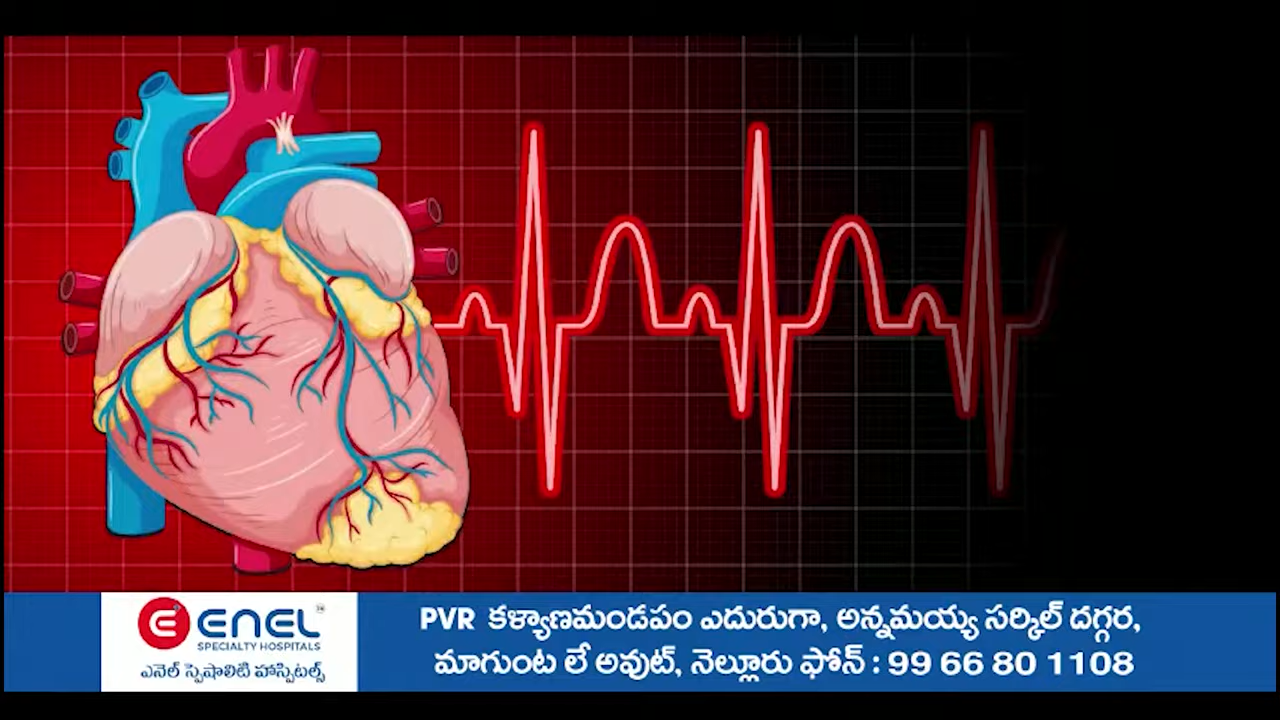 ENEL
SPECIALTY HOSPITALS
ఎనెల్ స్పెషాలిటి హాస్పిటల్స్
PVR కళ్యాణమండపం ఎదురుగా, అన్నమయ్య సర్కిల్ దగ్గర,
మాగుంట లే అవుట్, నెల్లూరు ఫోన్ : 99 66 80 1108